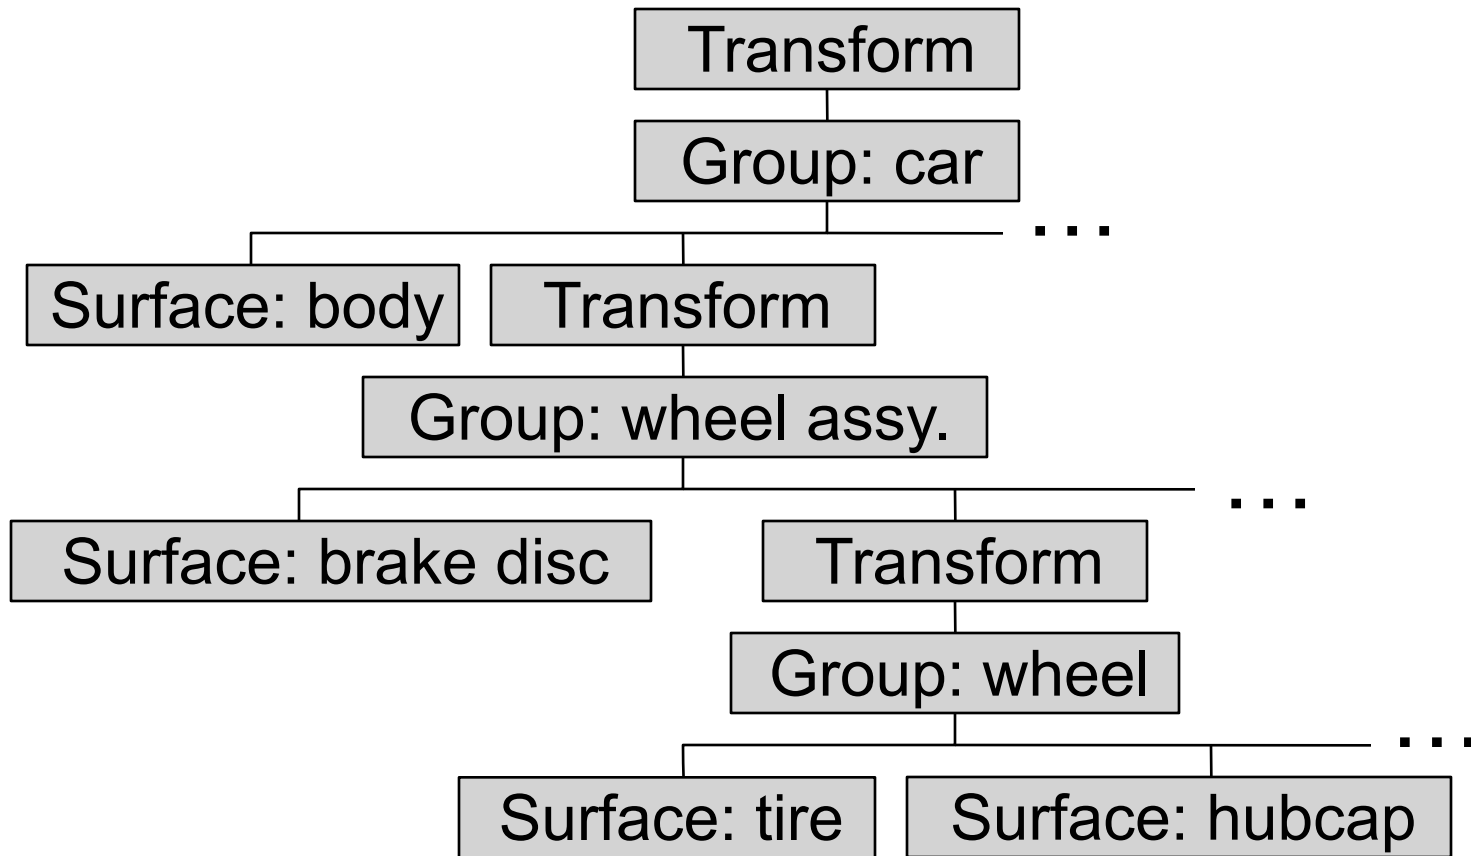 Transform
Group: car
...
Surface: body
Transform
Group: wheel assy.
...
Surface: brake disc
Transform
Group: wheel
...
Surface: tire
Surface: hubcap